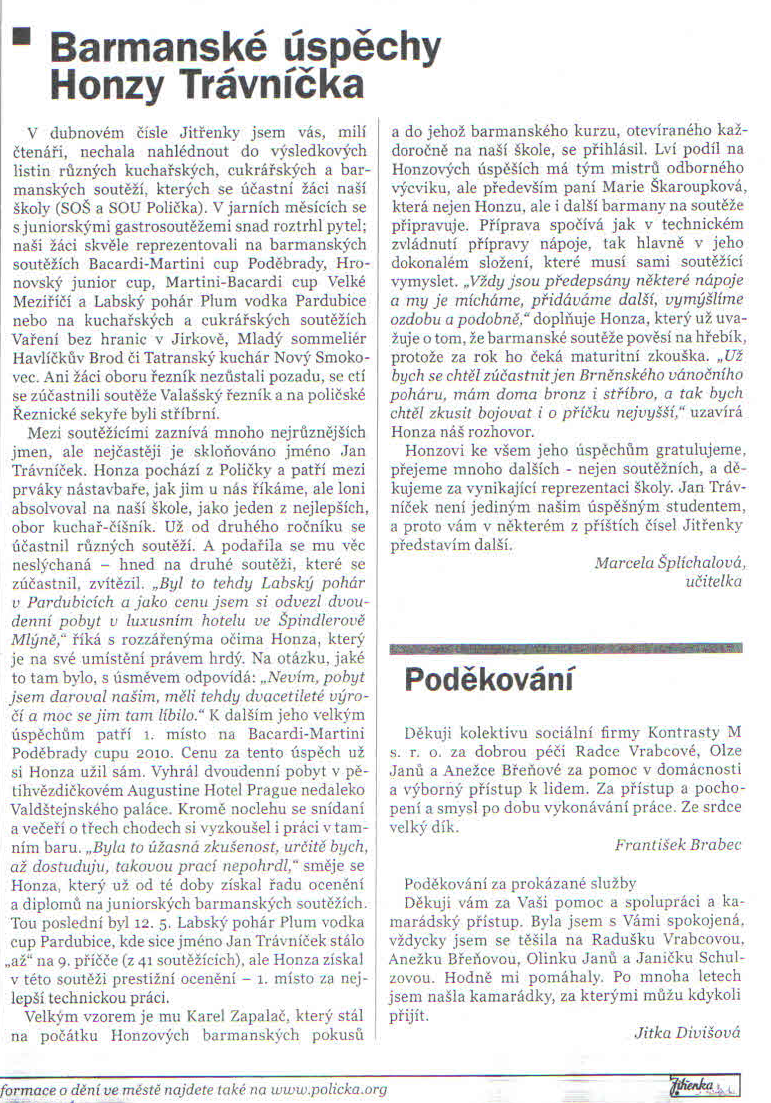 Barmanské úspěchy
Honzy Trávníčka
V dubnovém čísle Jitřenky jsem vás, milí
čtenáři, nechala nahlédnout do výsledkových
listin různých kuchařských, cukrářských a bar-
manských soutěží, kterých se účastní žáci naší
školy (SOŠ a SOU Polička). V jarních měsících se
s juniorskými gastrosoutěžemi snad roztrhl pytel;
naši žáci skvěle reprezentovali na barmanských
soutěžích Bacardi-Martini cup Poděbrady, Hro-
novský junior cup, Martini-Bacardi cup Velké
Meziříčí a Labský pohár Plum vodka Pardubice
nebo na kuchařských a cukrářských soutěžích
Vaření bez hranic v Jirkově, Mladý sommeliér
Havlíčkův Brod či Tatranský kuchár Nový Smoko-
vec. Ani žáci oboru řezník nezůstali pozadu, se ctí
se zúčastnili soutěže Valašský řezník a na poličské
Řeznické sekyře byli stříbrní.
Mezi soutěžícími zaznívá mnoho nejrůznějších
jmen, ale nejčastěji je skloňováno jméno Jan
Trávníček. Honza pochází z Poličky a patří mezi
prváky nástavbaře, jak jim u nás říkáme, ale loni
absolvoval na naší škole, jako jeden z nejlepších,
obor kuchař-číšník. Už od druhého ročníku se
účastnil různých soutěží. A podařila se mu věc
neslýchaná – hned na druhé soutěži, které se
zúčastnil, zvítězil. „Byl to tehdy Labský pohár
v Pardubicích a jako cenu jsem si odvezl dvou-
denní pobyt v luxusním hotelu ve Špindlerově
Mlýně,“ říká s rozzářenýma očima Honza, který
je na své umístění právem hrdý. Na otázku, jaké
to tam bylo, s úsměvem odpovídá: „Nevím, pobyt
jsem daroval našim, měli tehdy dvacetileté výro-
čí a moc se jim tam líbilo.“ K dalším jeho velkým
úspěchům patří 1. místo na Bacardi-Martini
Poděbrady cupu 2010. Cenu za tento úspěch už
si Honza užil sám. Vyhrál dvoudenní pobyt v pě-
tihvězdičkovém Augustine Hotel Prague nedaleko
Valdštejnského paláce. Kromě noclehu se snídaní
a večeří o třech chodech si vyzkoušel i práci v tam-
ním baru. „Byla to úžasná zkušenost, určitě bych,
až dostuduju, takovou prací nepohrdl,“ směje se
Honza, který už od té doby získal řadu ocenění
a diplomů na juniorských barmanských soutěžích.
Tou poslední byl 12. 5. Labský pohár Plum vodka
cup Pardubice, kde sice jméno Jan Trávníček stálo
„až“ na 9. příčče (z 41 soutěžících), ale Honza získal
v této soutěži prestižní ocenění – 1. místo za nej-
lepší technickou práci.
Velkým vzorem je mu Karel Zapalač, který stál
na počátku Honzových barmanských pokusů
a do jehož barmanského kurzu, otevíraného kaž-
doročně na naší škole, se přihlásil. Lví podíl na
Honzových úspěších má tým mistrů odborného
výcviku, ale především paní Marie Škaroupková,
která nejen Honzu, ale i další barmany na soutěže
připravuje. Příprava spočívá jak v technickém
zvládnutí přípravy nápoje, tak hlavně v jeho
dokonalém složení, které musí sami soutěžící
vymyslet. „Vždy jsou předepsány některé nápoje
a my je mícháme, přidáváme další, vymýšlíme
ozdobu a podobně,“ doplňuje Honza, který už uva-
žuje o tom, že barmanské soutěže pověsí na hřebík,
protože za rok ho čeká maturitní zkouška. „Už
bych se chtěl zúčastnit jen Brněnského vánočního
poháru, mám doma bronz i stříbro, a tak bych
chtěl zkusit bojovat i o příčku nejvyšší,“ uzavírá
Honza náš rozhovor.
Honzovi ke všem jeho úspěchům gratulujeme,
přejeme mnoho dalších - nejen soutěžních, a dě-
kujeme za vynikající reprezentaci školy. Jan Tráv-
níček není jediným našim úspěšným studentem,
a proto vám v některém z příštích čísel Jitřenky
představím další.
Marcela Šplíchalová,
učitelka
Poděkování
Děkuji kolektivu sociální firmy Kontrasty M
s. r. o. za dobrou péči Radce Vrabcové, Olze
Janů a Anežce Břeňové za pomoc v domácnosti
a výborný přístup k lidem. Za přístup a pocho-
pení a smysl po dobu vykonávání práce. Ze srdce
velký dík.
František Brabec
Poděkování za prokázané služby
Děkuji vám za Vaši pomoc a spolupráci a ka-
marádský přístup. Byla jsem s Vámi spokojená,
vždycky jsem se těšila na Radušku Vrabcovou,
Anežku Břeňovou, Olinku Janů a Janičku Schul-
zovou. Hodně mi pomáhaly. Po mnoha letech
jsem našla kamarádky, za kterými můžu kdykoli
přijít.
Jitka Divišová
formace o dění ve městě najdete také na www.policka.org
Jitřenka